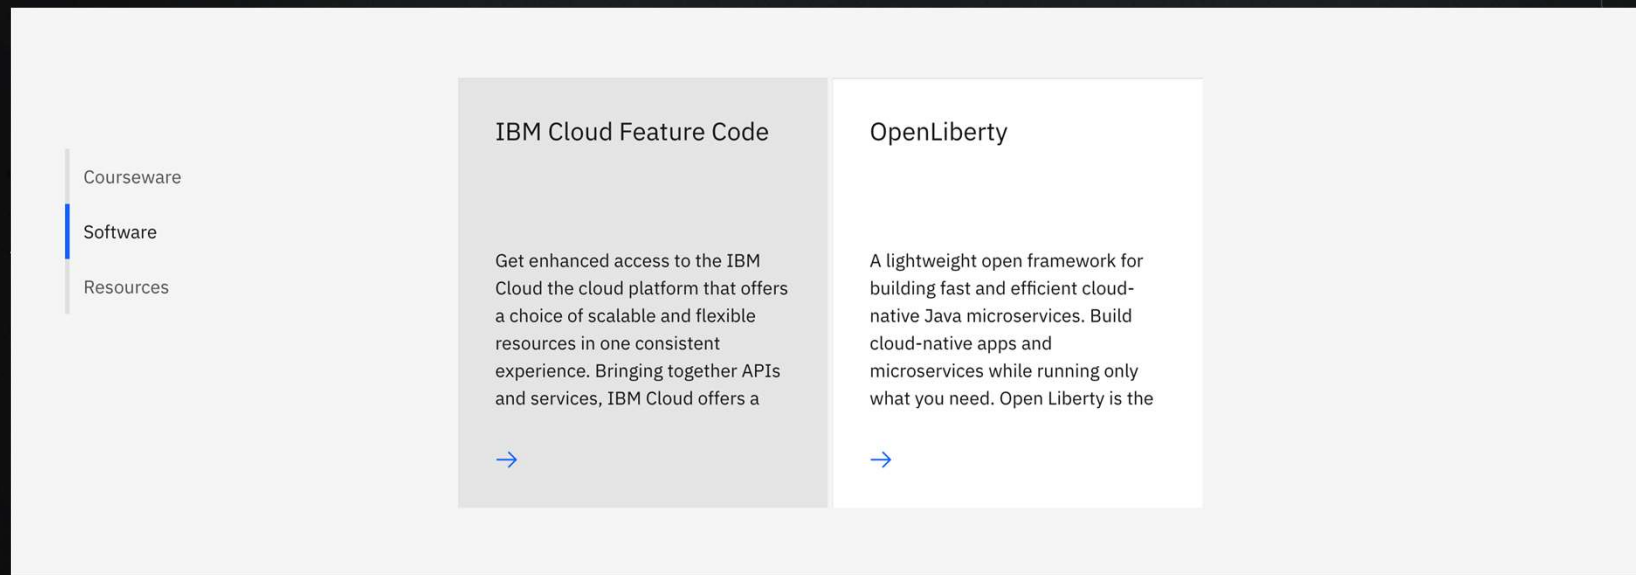 Courseware
Software
Resources
IBM Cloud Feature Code
Get enhanced access to the IBM
Cloud the cloud platform that offers
a choice of scalable and flexible
resources in one consistent
experience. Bringing together APIs
and services, IBM Cloud offers a
OpenLiberty
A lightweight open framework for
building fast and efficient cloud-
native Java microservices. Build
cloud-native apps and
microservices while running only
what you need. Open Liberty is the